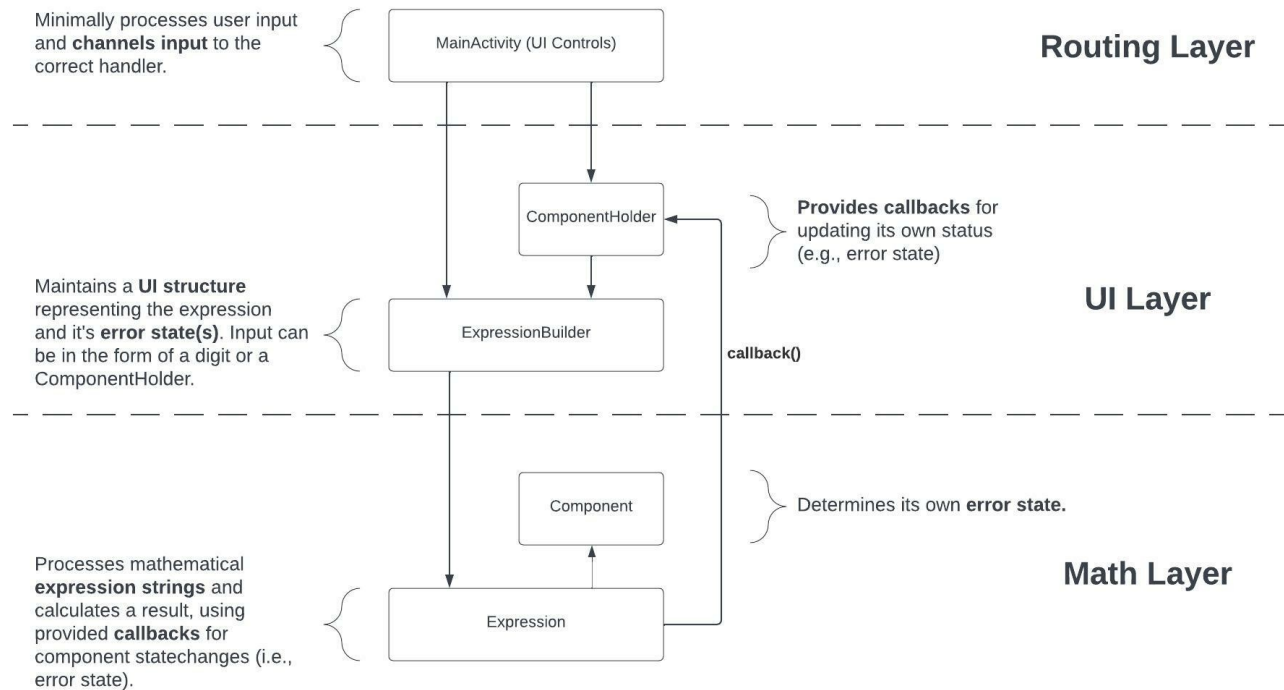 Minimally processes user input
and channels input to the
correct handler.
MainActivity (UI Controls)
Routing Layer
ComponentHolder
Provides callbacks for
updating its own status
(e.g., error state)
Maintains a UI structure
representing the expression
and it's error state(s). Input can
be in the form of a digit or a
ComponentHolder.
ExpressionBuilder
UI Layer
callback()
Component
Determines its own error state.
Math Layer
Processes mathematical
expression strings and
calculates a result, using
provided callbacks for
component statechanges (i.e.,
error state).
Expression